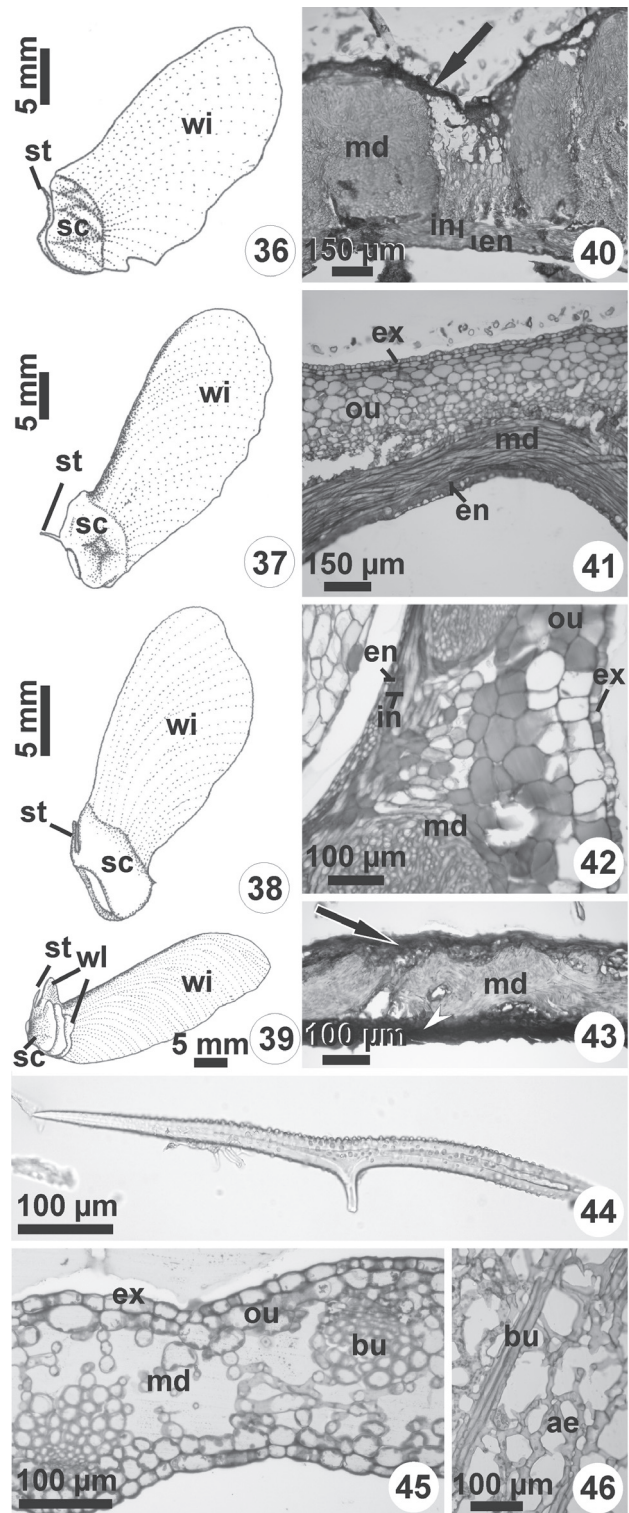 5 mm
st
wi
sc
36
md
in
en
150 µm
40
5 mm
wi
st
sc
37
ex
ou
md
en
150 µm
41
5 mm
wi
st
sc
38
ou
en
ex
in
md
100 µm
42
st
wl
wi
sc
5 mm
39
md
100 µm
43
100 µm
44
ex
ou
bu
md
100 µm
45
bu
ae
100 µm
46